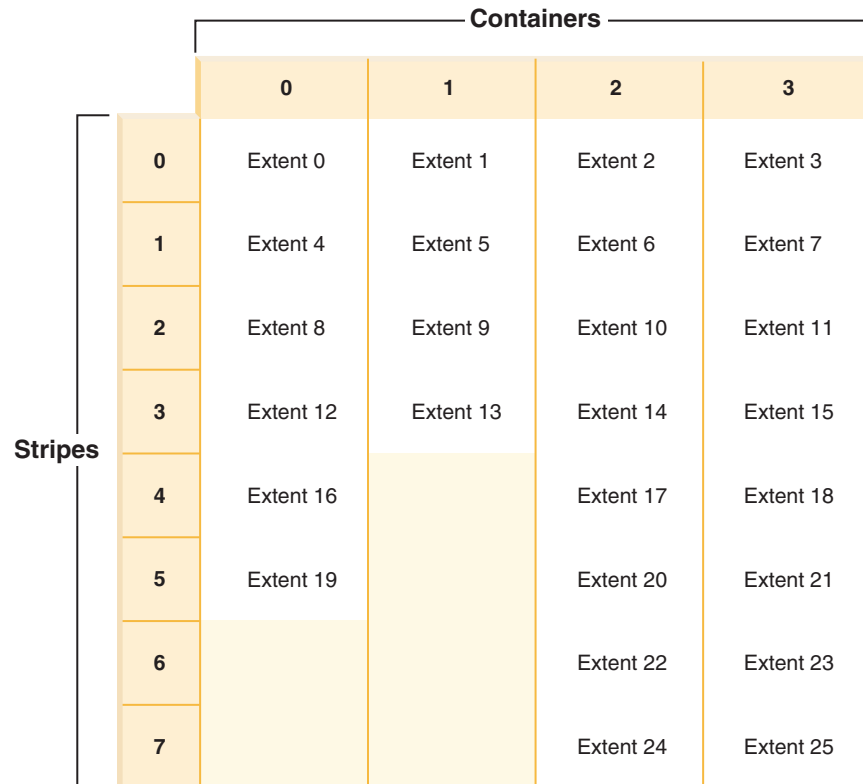 Containers
0 1 2 3
0 Extent 0 Extent 1 Extent 2 Extent 3
1 Extent 4 Extent 5 Extent 6 Extent 7
2 Extent 8 Extent 9 Extent 10 Extent 11
3 Extent 12 Extent 13 Extent 14 Extent 15
Stripes
4 Extent 16 Extent 17 Extent 18
5 Extent 19 Extent 20 Extent 21
6 Extent 22 Extent 23
7 Extent 24 Extent 25